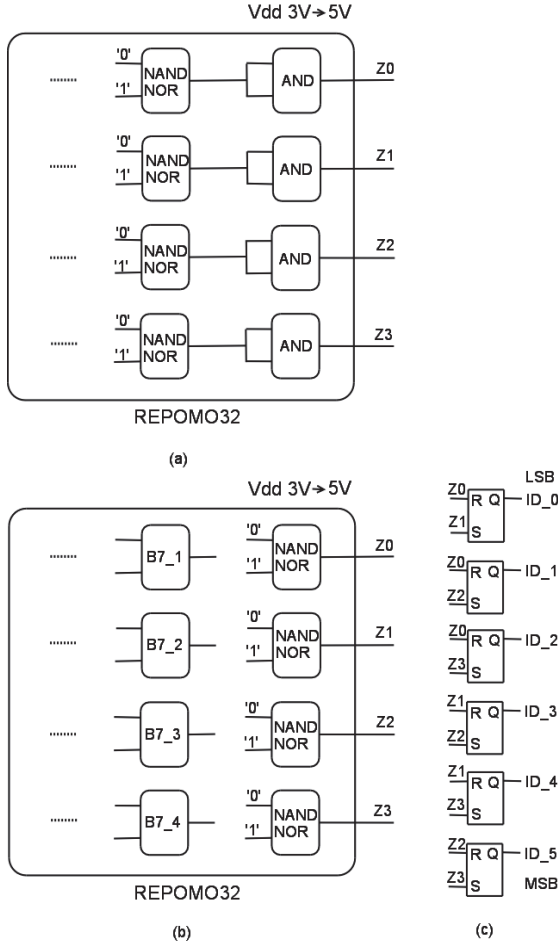 Vdd 3V→5V
........ '0' '1' NAND NOR AND Z0
........ '0' '1' NAND NOR AND Z1
........ '0' '1' NAND NOR AND Z2
........ '0' '1' NAND NOR AND Z3
REPOMO32
(a)
Vdd 3V→5V
........ B7_1 '0' '1' NAND NOR Z0
........ B7_2 '0' '1' NAND NOR Z1
........ B7_3 '0' '1' NAND NOR Z2
........ B7_4 '0' '1' NAND NOR Z3
REPOMO32
(b)
LSB
Z0 R Q ID_0
Z1 S
Z0 R Q ID_1
Z2 S
Z0 R Q ID_2
Z3 S
Z1 R Q ID_3
Z2 S
Z1 R Q ID_4
Z3 S
Z2 R Q ID_5
Z3 S MSB
(c)